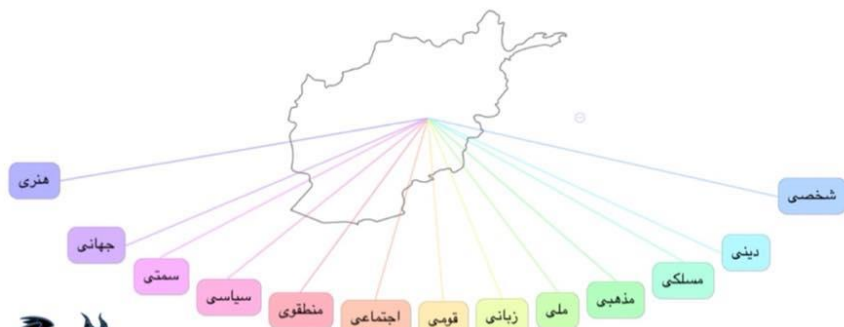 شخصی
دینی
مسلکی
مذهبی
ملی
زبانی
قومی
اجتماعی
منطقوی
سیاسی
سمتی
جهانی
هنری